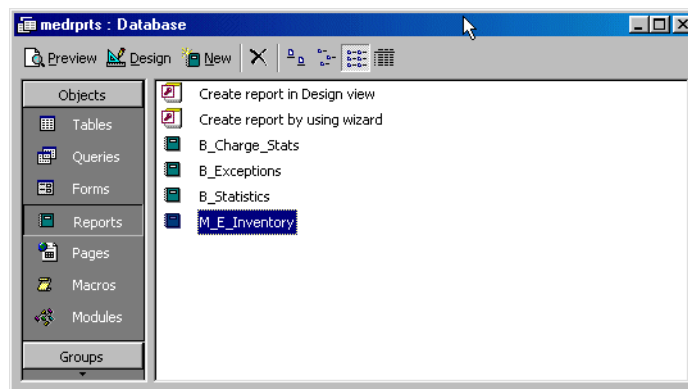 medrprts : Database
Preview Design New
Objects
Tables
Queries
Forms
Reports
Pages
Macros
Modules
Groups
Create report in Design view
Create report by using wizard
B_Charge_Stats
B_Exceptions
B_Statistics
M_E_Inventory